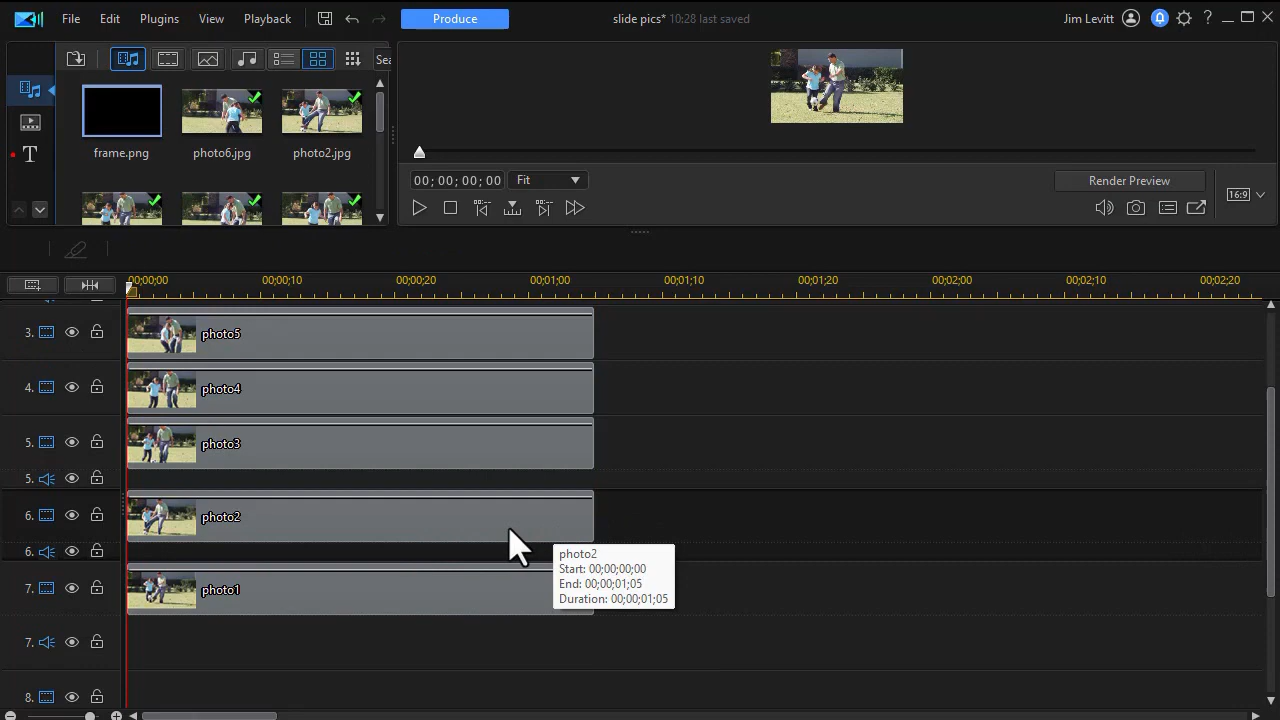 File Edit Plugins View Playback Produce slide pics* 10:28 last saved Jim Levitt
Sea
frame.png photo6.jpg photo2.jpg
T
00; 00; 00; 00 Fit Render Preview 16:9
00;00;00 00;00;10 00;00;20 00;01;00 00;01;10 00;01;20 00;02;00 00;02;10 00;02;20
3. photo5
4. photo4
5. photo3
5.
6. photo2
6.
photo2
Start: 00;00;00;00
End: 00;00;01;05
Duration: 00;00;01;05
7. photo1
7.
8.